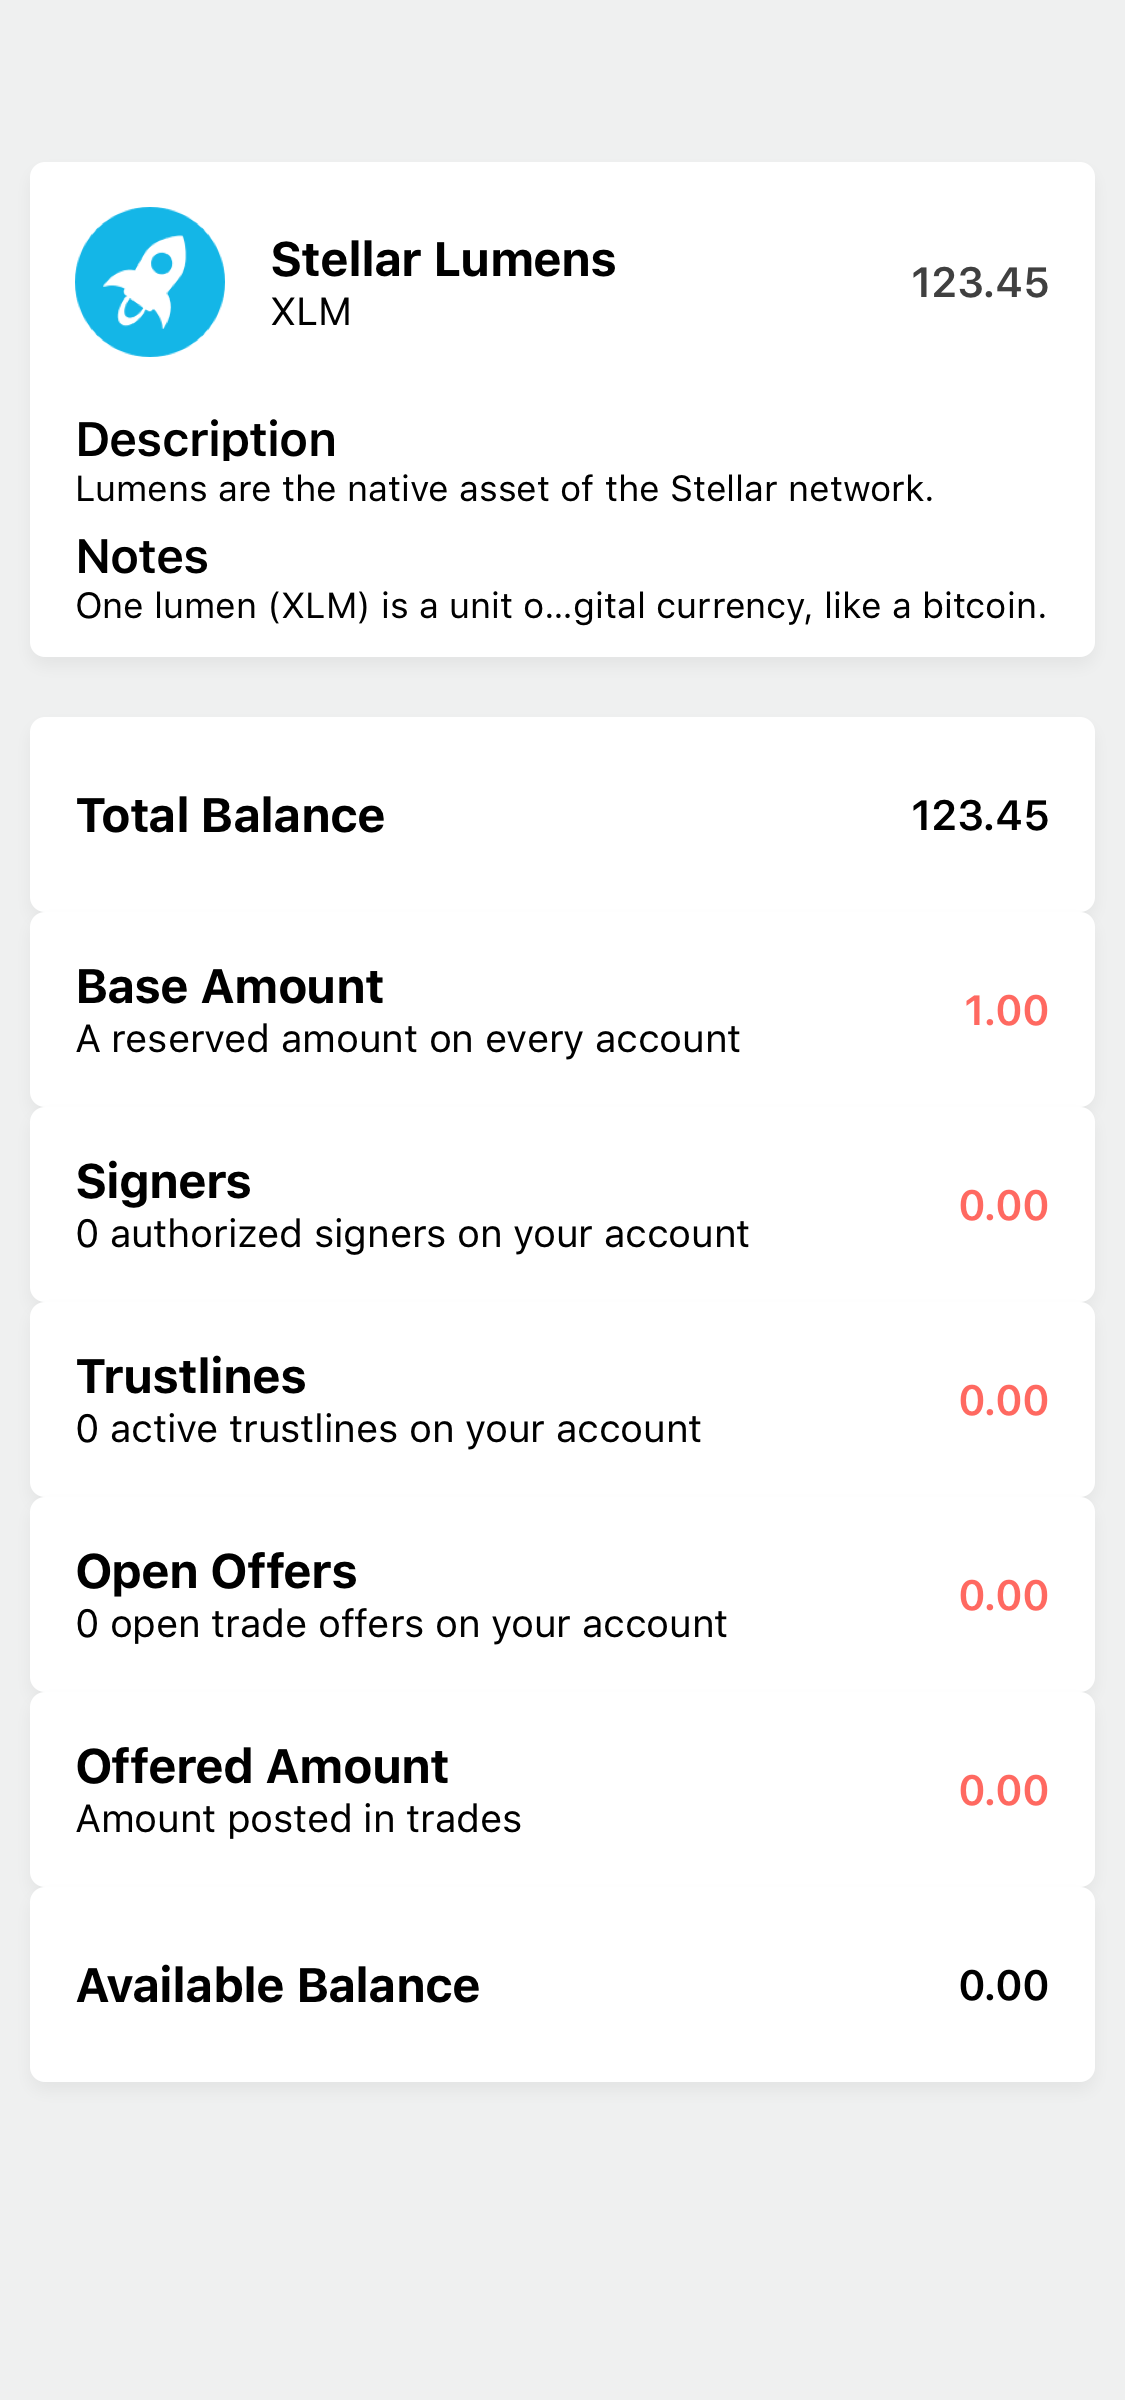 Stellar Lumens
XLM
123.45
Description
Lumens are the native asset of the Stellar network.
Notes
One lumen (XLM) is a unit o...gital currency, like a bitcoin.
Total Balance
123.45
Base Amount
A reserved amount on every account
1.00
Signers
0 authorized signers on your account
0.00
Trustlines
0 active trustlines on your account
0.00
Open Offers
0 open trade offers on your account
0.00
Offered Amount
Amount posted in trades
0.00
Available Balance
0.00